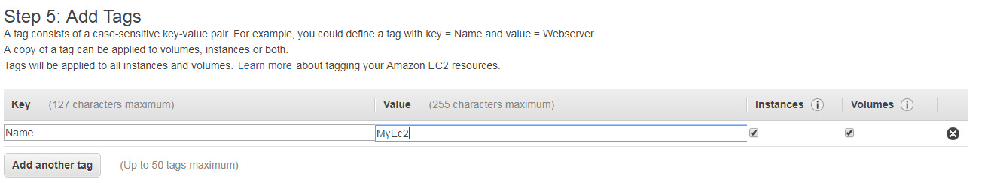 Step 5: Add Tags
A tag consists of a case-sensitive key-value pair. For example, you could define a tag with key = Name and value = Webserver.
A copy of a tag can be applied to volumes, instances or both.
Tags will be applied to all instances and volumes. Learn more about tagging your Amazon EC2 resources.
Key (127 characters maximum) Value (255 characters maximum) Instances i Volumes i
Name MyEc2
Add another tag (Up to 50 tags maximum)